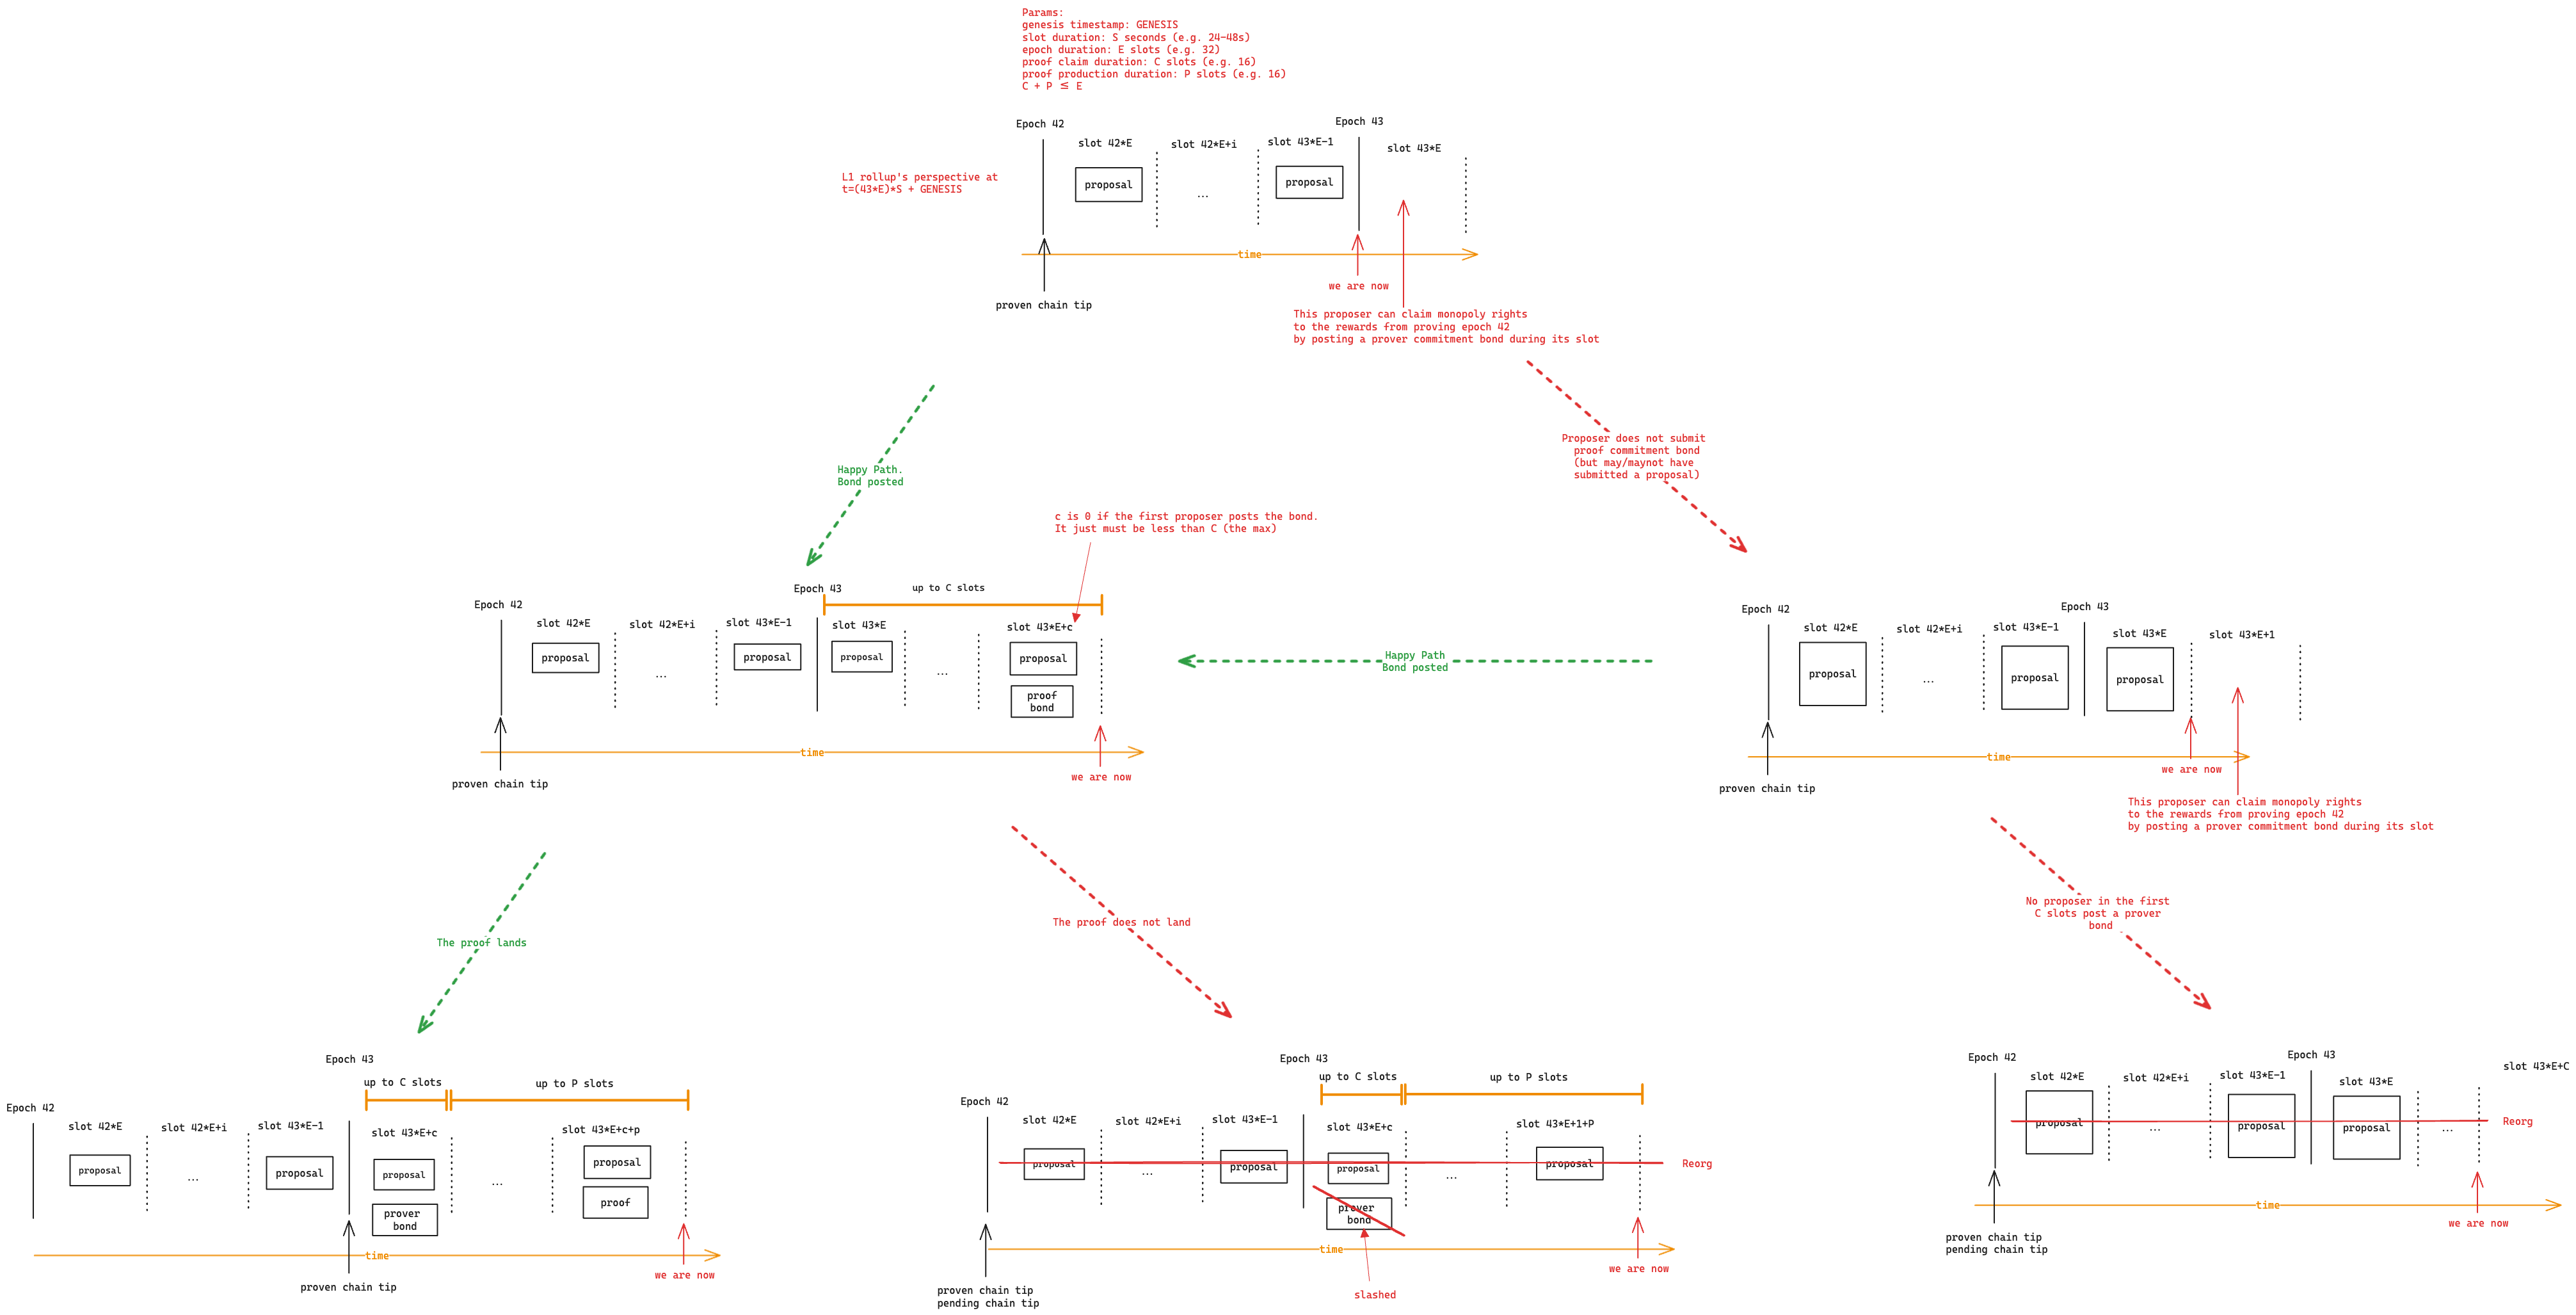 Params:
genesis timestamp: GENESIS
slot duration: S seconds (e.g. 24-48s)
epoch duration: E slots (e.g. 32)
proof claim duration: C slots (e.g. 16)
proof production duration: P slots (e.g. 16)
C + P ≤ E
Epoch 42
Epoch 43
slot 42*E
slot 42*E+i
slot 43*E-1
slot 43*E
L1 rollup's perspective at
t=(43*E)*S + GENESIS
proposal
...
proposal
time
we are now
proven chain tip
This proposer can claim monopoly rights
to the rewards from proving epoch 42
by posting a prover commitment bond during its slot
Happy Path.
Bond posted
Proposer does not submit
proof commitment bond
(but may/maynot have
submitted a proposal)
c is 0 if the first proposer posts the bond.
It just must be less than C (the max)
Epoch 42
Epoch 43
up to C slots
slot 42*E
slot 42*E+i
slot 43*E-1
slot 43*E
slot 43*E+c
proposal
...
proposal
proposal
...
proposal
proof
bond
time
we are now
proven chain tip
Happy Path
Bond posted
Epoch 42
Epoch 43
slot 42*E
slot 42*E+i
slot 43*E-1
slot 43*E
slot 43*E+1
proposal
...
proposal
proposal
time
we are now
proven chain tip
This proposer can claim monopoly rights
to the rewards from proving epoch 42
by posting a prover commitment bond during its slot
The proof lands
The proof does not land
No proposer in the first
C slots post a prover
bond
Epoch 43
up to C slots
up to P slots
Epoch 42
slot 42*E
slot 42*E+i
slot 43*E-1
slot 43*E+c
slot 43*E+c+p
proposal
...
proposal
proposal
...
proposal
prover
bond
proof
time
we are now
proven chain tip
Epoch 43
up to C slots
up to P slots
Epoch 42
slot 42*E
slot 42*E+i
slot 43*E-1
slot 43*E+c
slot 43*E+1+P
proposal
...
proposal
proposal
...
proposal
Reorg
prover
bond
time
we are now
proven chain tip
pending chain tip
slashed
Epoch 42
Epoch 43
slot 43*E+C
slot 42*E
slot 42*E+i
slot 43*E-1
slot 43*E
proposal
...
proposal
proposal
...
Reorg
time
we are now
proven chain tip
pending chain tip